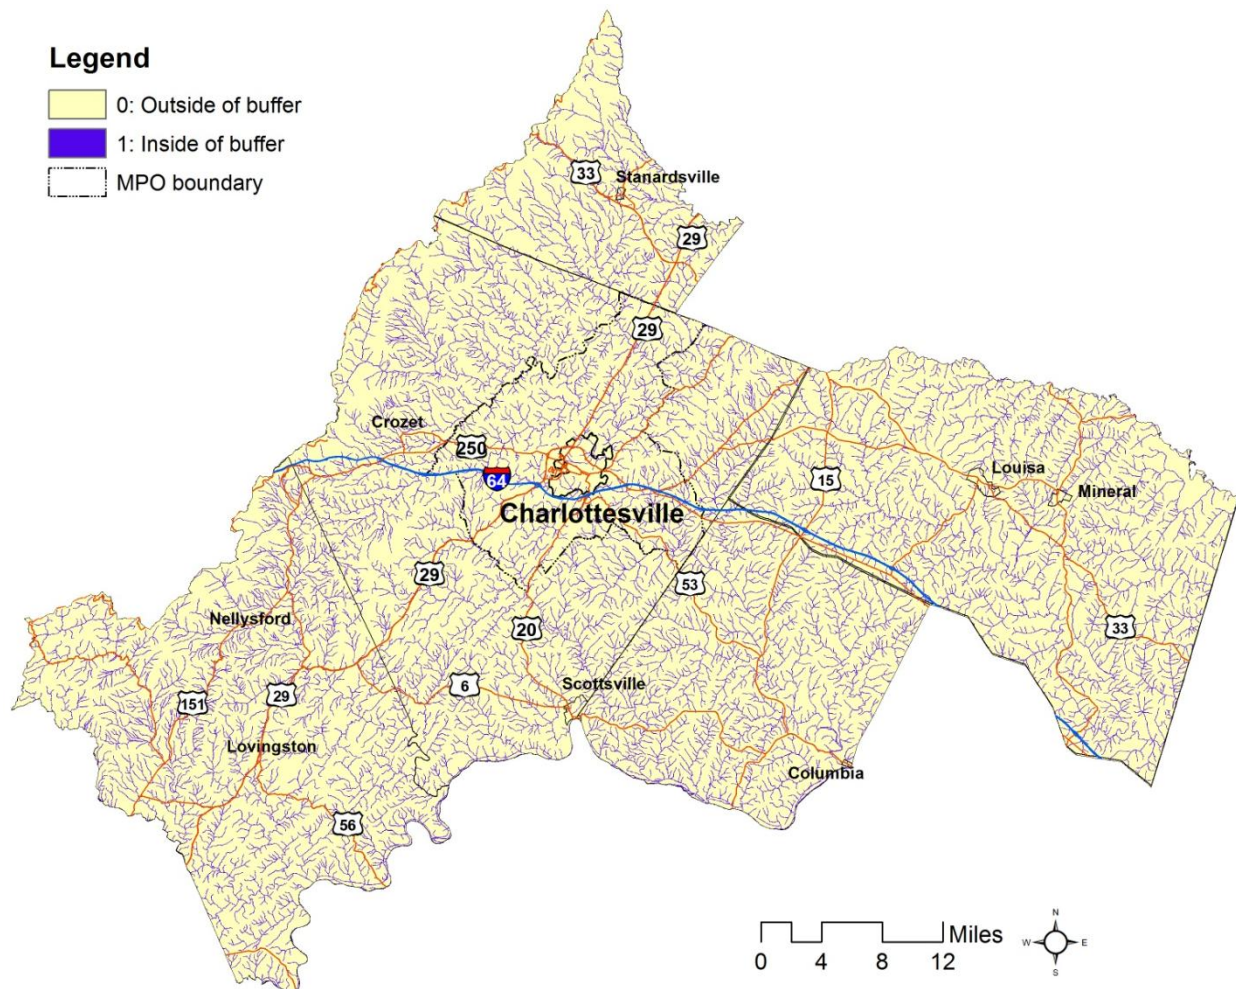 Legend
0: Outside of buffer
1: Inside of buffer
MPO boundary
33
Stanardsville
29
29
Crozet
250
64
Charlottesville
15
Louisa
Mineral
29
53
Nellysford
20
33
151
29
6
Scottsville
Lovingston
Columbia
56
0 4 8 12
Miles
N
W E
S